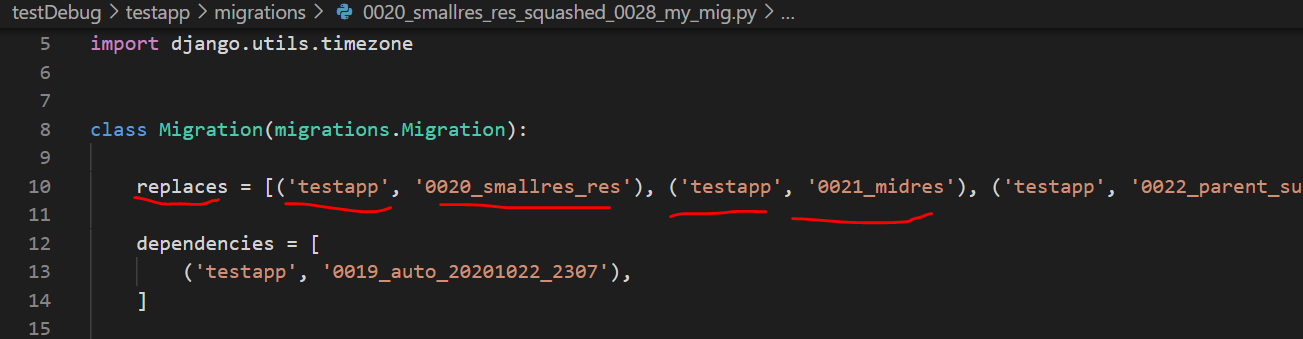 testDebug > testapp > migrations > 0020_smallres_res_squashed_0028_my_mig.py > ...
5 import django.utils.timezone
6
7
8 class Migration(migrations.Migration):
9
10 replaces = [('testapp', '0020_smallres_res'), ('testapp', '0021_midres'), ('testapp', '0022_parent_su
11
12 dependencies = [
13 ('testapp', '0019_auto_20201022_2307'),
14 ]
15